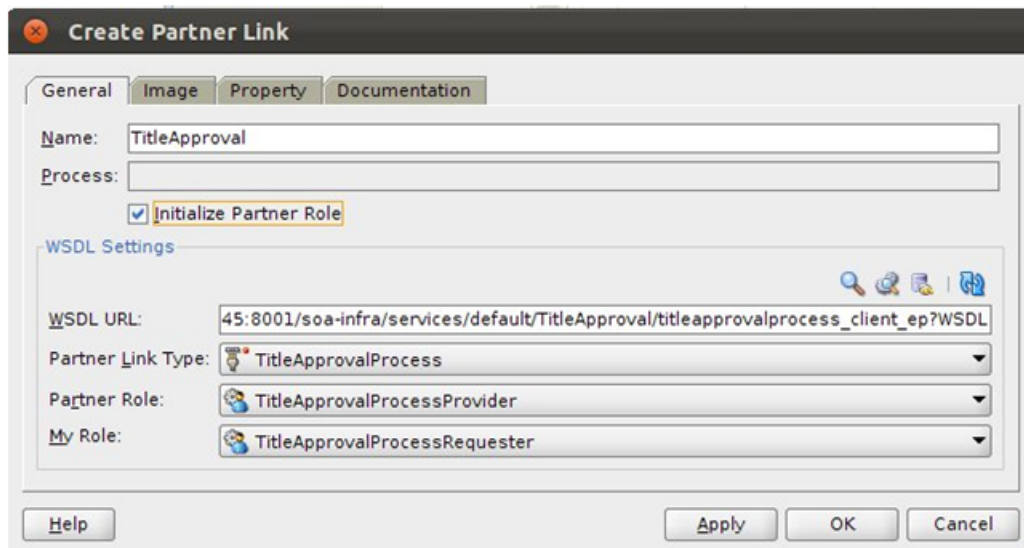 Create Partner Link
General Image Property Documentation
Name: TitleApproval
Process:
Initialize Partner Role
WSDL Settings
WSDL URL: 45:8001/soa-infra/services/default/TitleApproval/titleapprovalprocess_client_ep?WSDL
Partner Link Type: TitleApprovalProcess
Partner Role: TitleApprovalProcessProvider
My Role: TitleApprovalProcessRequester
Help Apply OK Cancel